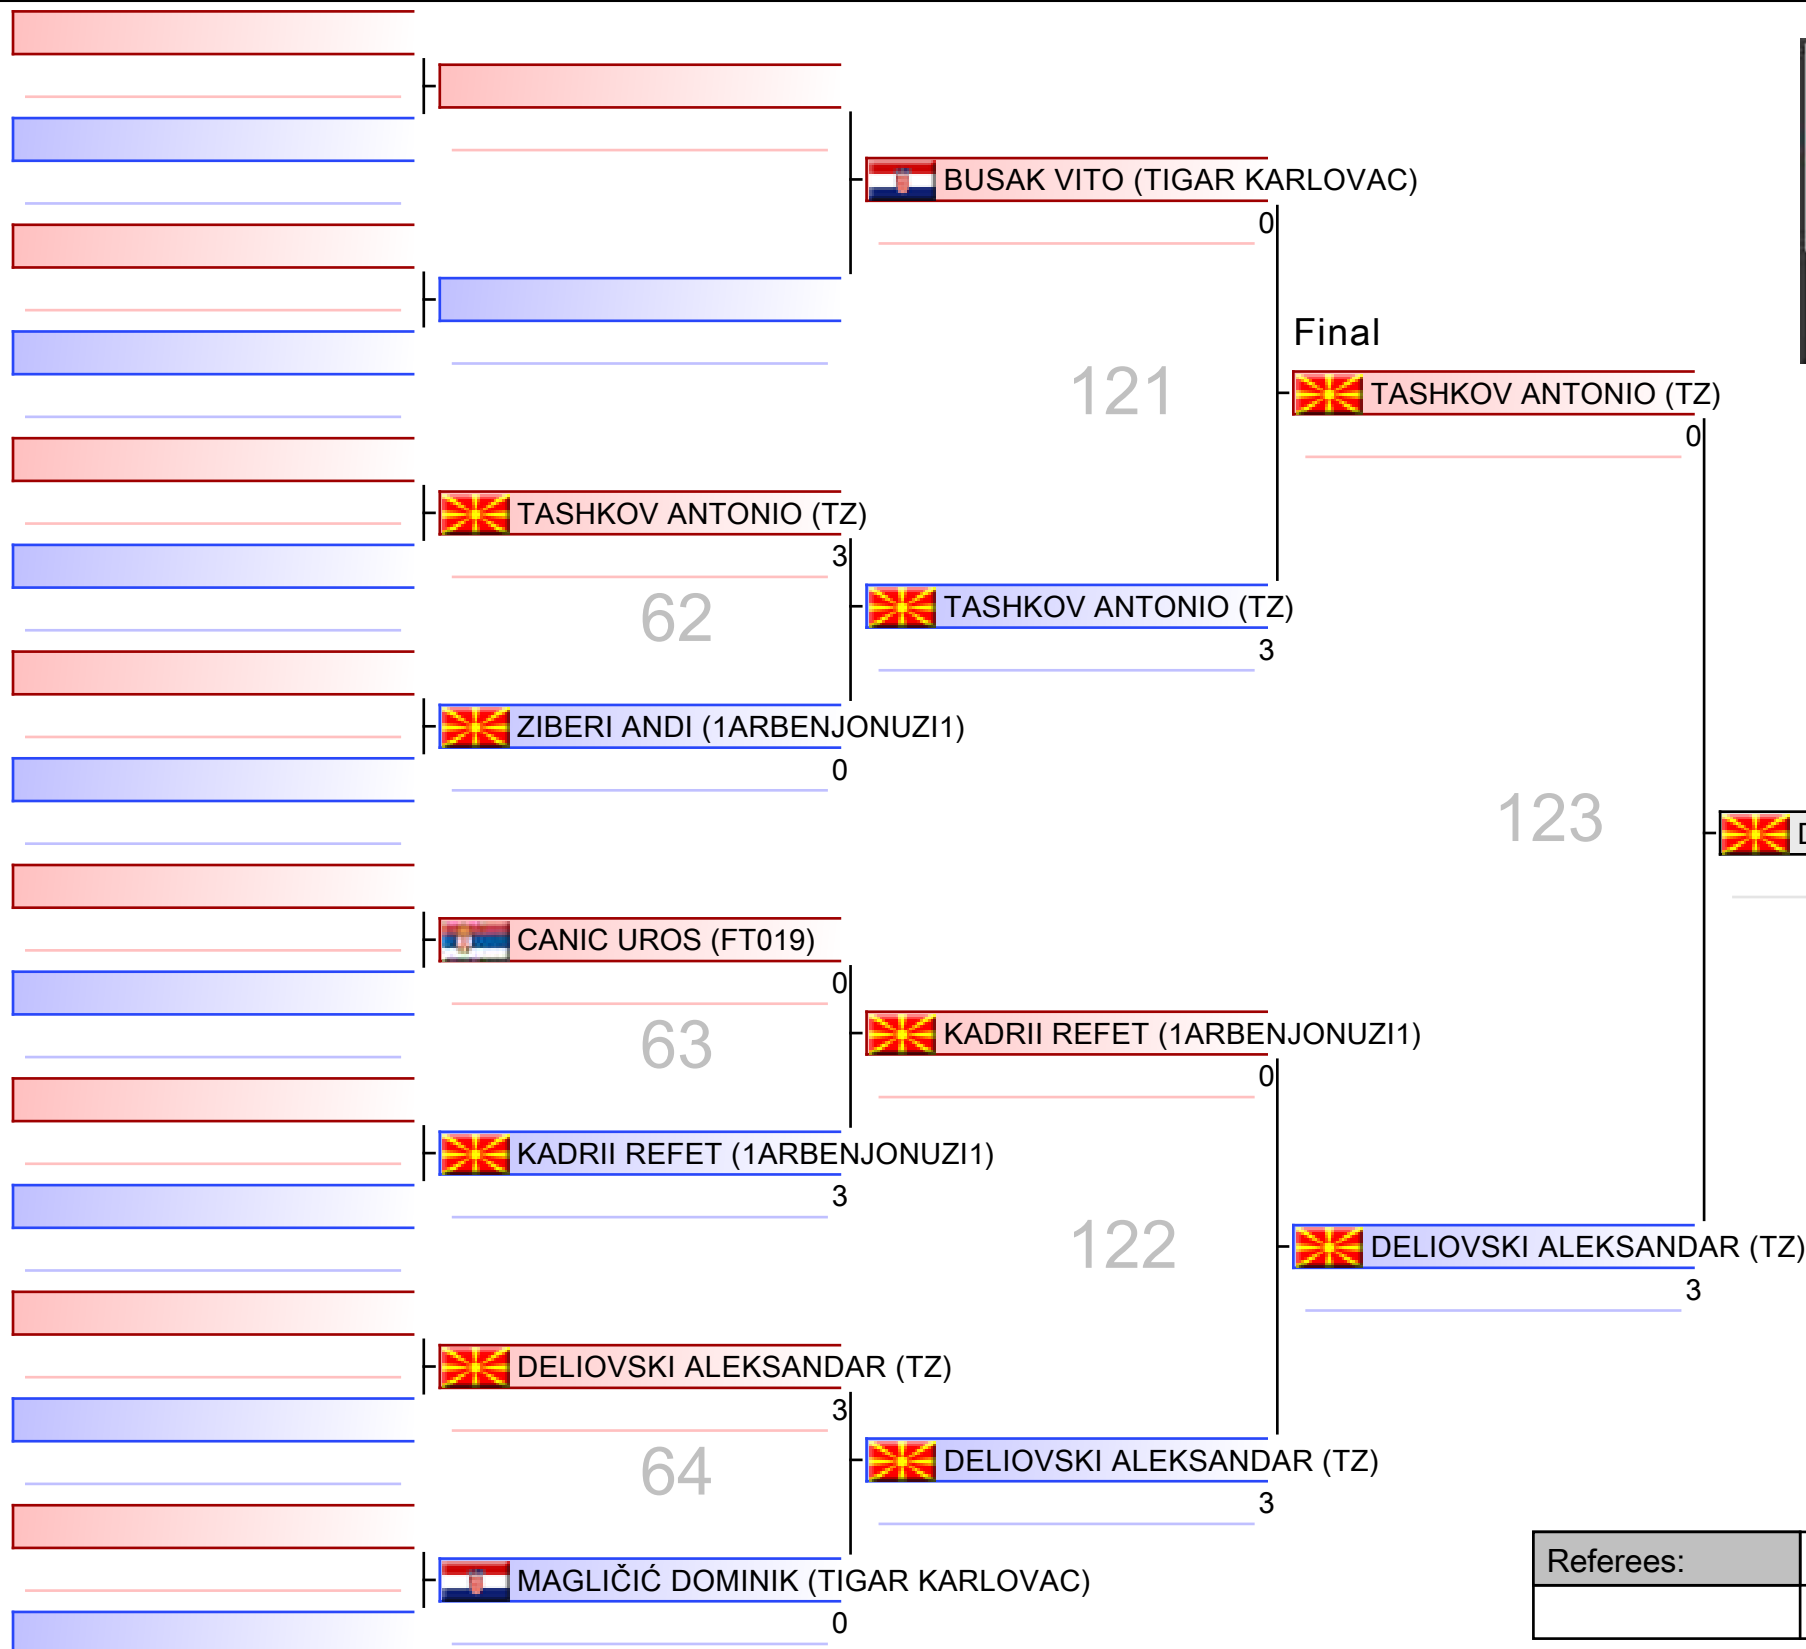 BUSAK VITO (TIGAR KARLOVAC)
0
Final
121
TASHKOV ANTONIO (TZ)
0
TASHKOV ANTONIO (TZ)
3
62
TASHKOV ANTONIO (TZ)
3
ZIBERI ANDI (1ARBENJONUZI1)
0
123
D
CANIC UROS (FT019)
0
63
KADRII REFET (1ARBENJONUZI1)
0
KADRII REFET (1ARBENJONUZI1)
3
122
DELIOVSKI ALEKSANDAR (TZ)
3
DELIOVSKI ALEKSANDAR (TZ)
3
64
DELIOVSKI ALEKSANDAR (TZ)
3
MAGLIČIĆ DOMINIK (TIGAR KARLOVAC)
0
Referees: